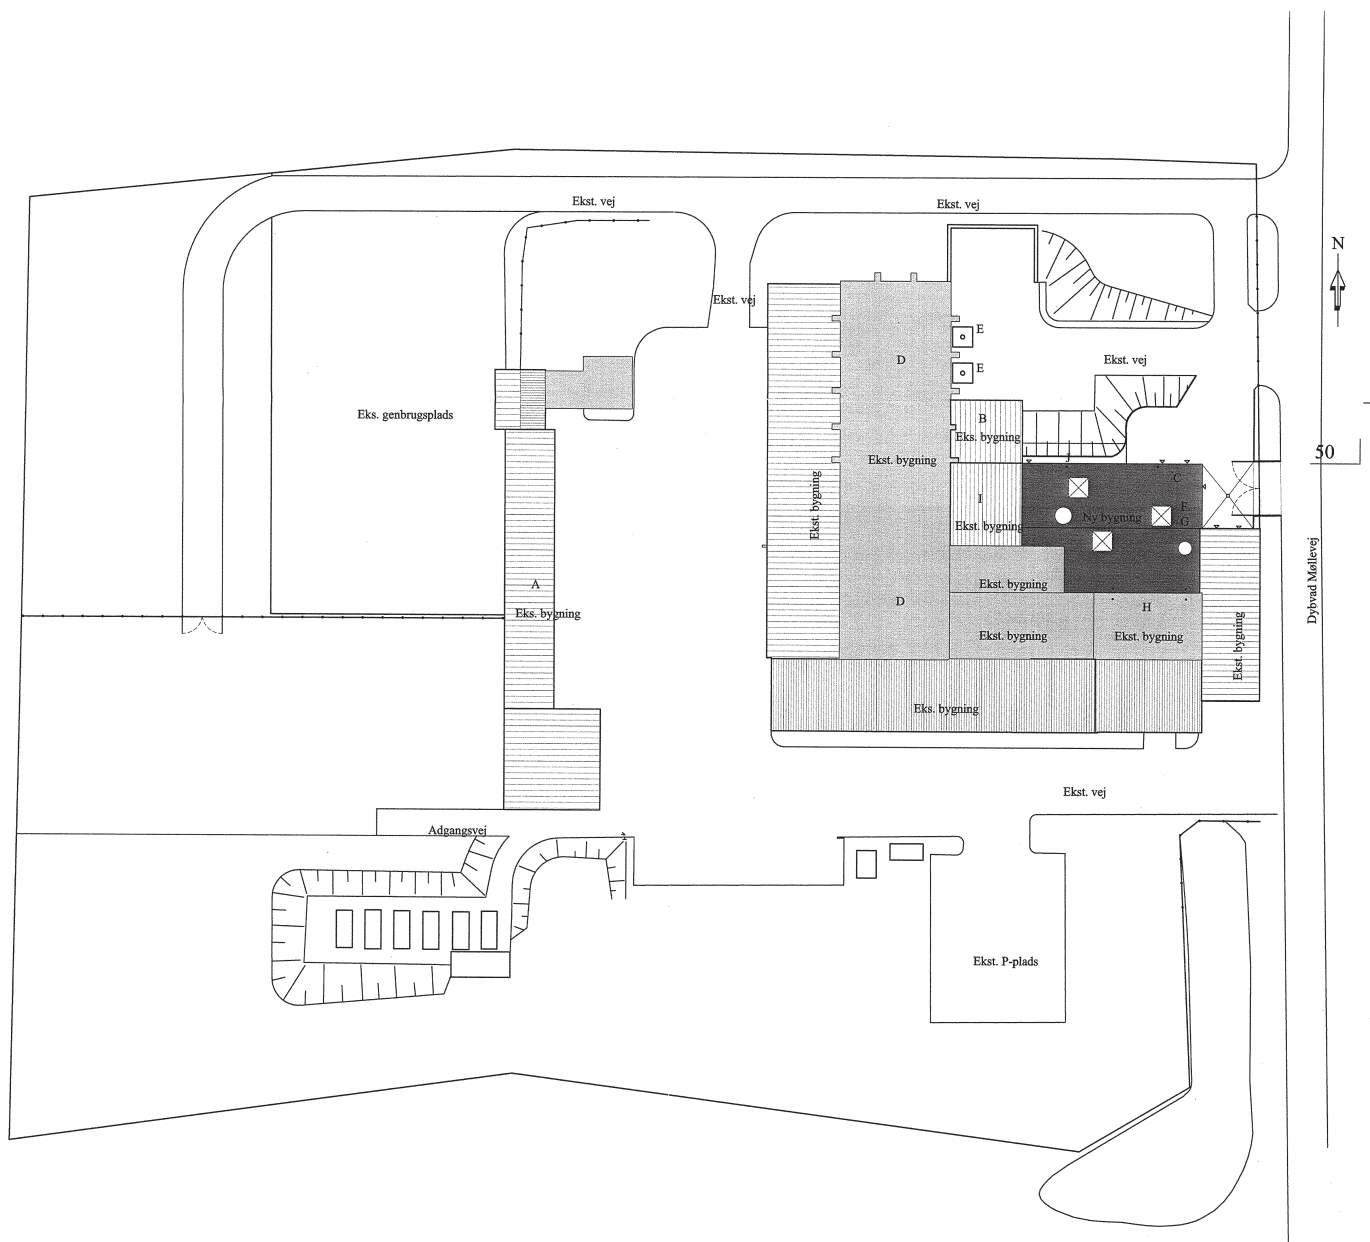 Ekst. vej
Ekst. vej
N
Ekst. vej
E
D
Ekst. vej
E
Eks. genbrugsplads
B
Eks. bygning
50
J
Ekst. bygning
C
Ekst. bygning
I
E
Ny bygning
G
Ekst. bygning
Dybvad Møllevej
A
Ekst. bygning
D
H
Eks. bygning
Ekst. bygning
Ekst. bygning
Ekst. bygning
Eks. bygning
Ekst. vej
Adgangsvej
Ekst. P-plads